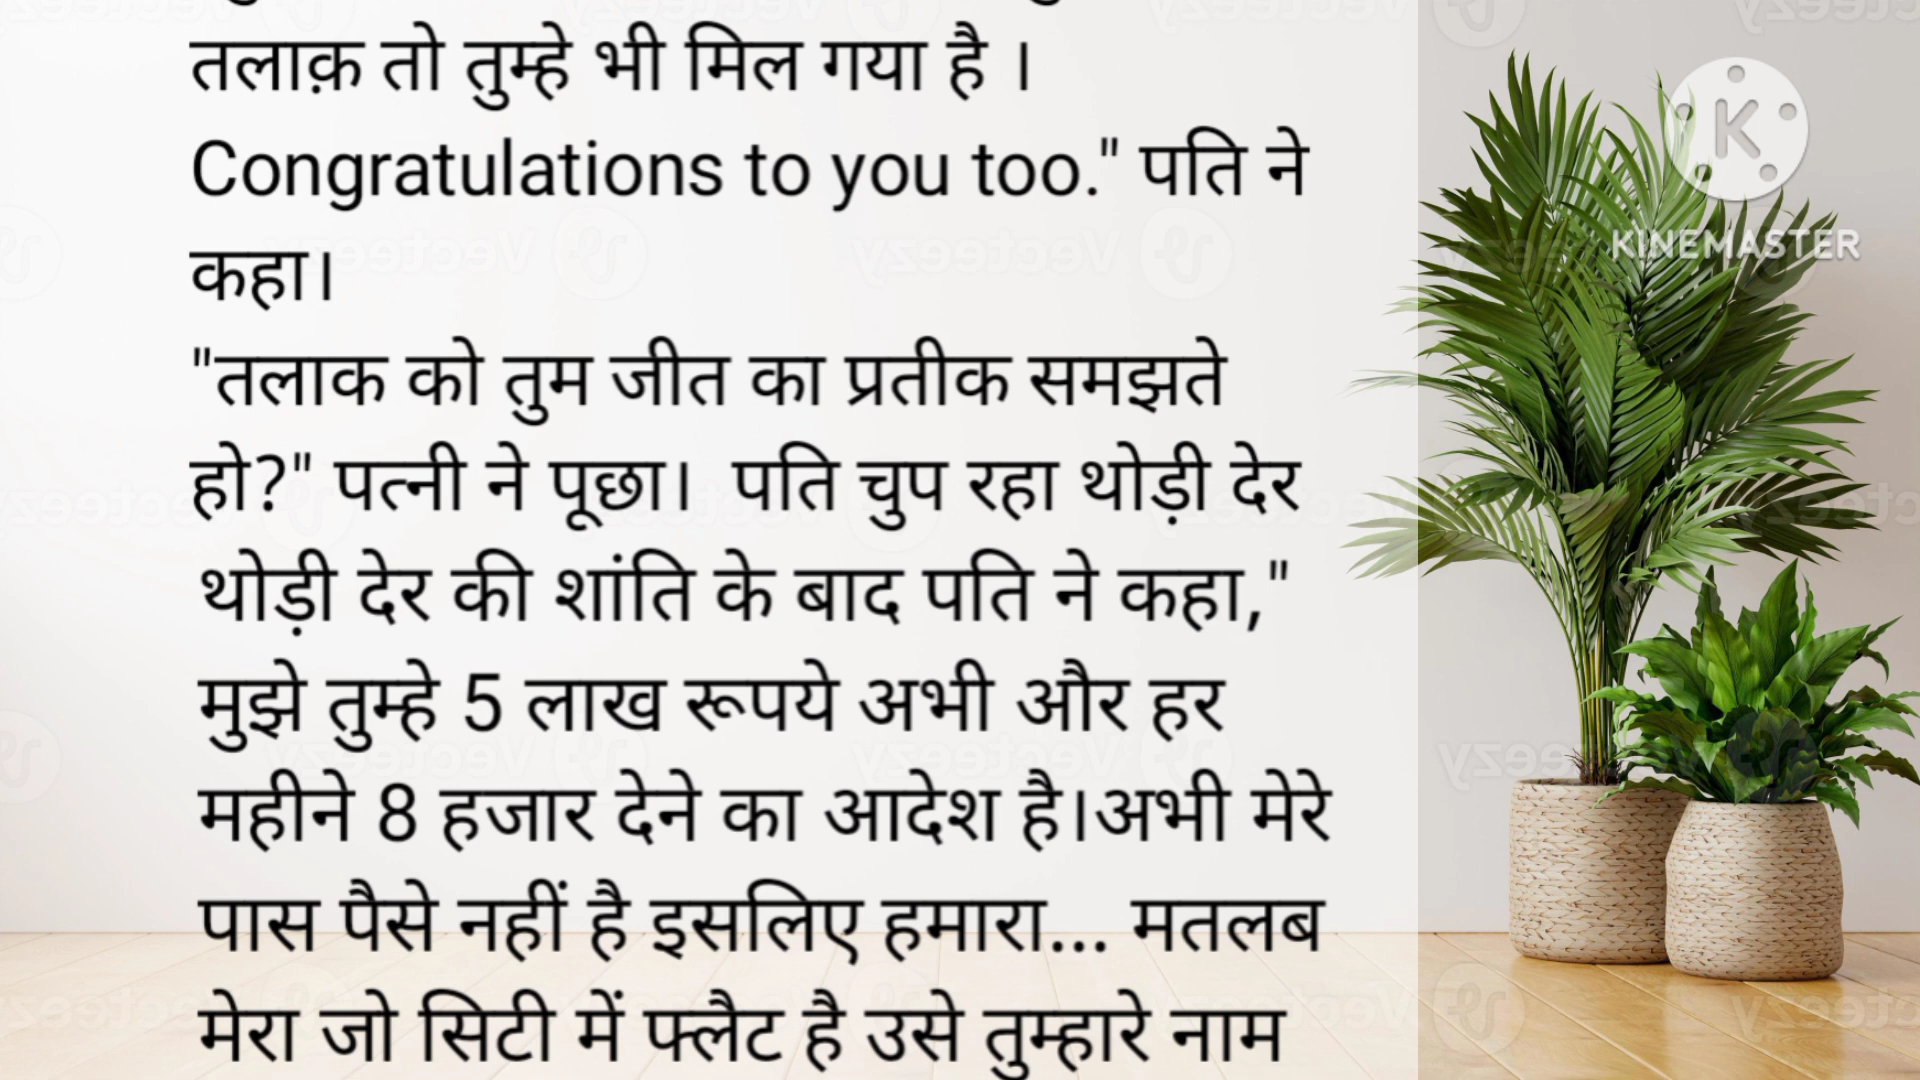 तलाक़ तो तुम्हे भी मिल गया है ।
Congratulations to you too." पति ने
कहा।
"तलाक को तुम जीत का प्रतीक समझते
हो?" पत्नी ने पूछा। पति चुप रहा थोड़ी देर
थोड़ी देर की शांति के बाद पति ने कहा,"
मुझे तुम्हे 5 लाख रूपये अभी और हर
महीने 8 हजार देने का आदेश है।अभी मेरे
पास पैसे नहीं है इसलिए हमारा... मतलब
मेरा जो सिटी में फ्लैट है उसे तुम्हारे नाम
K
KINEMASTER